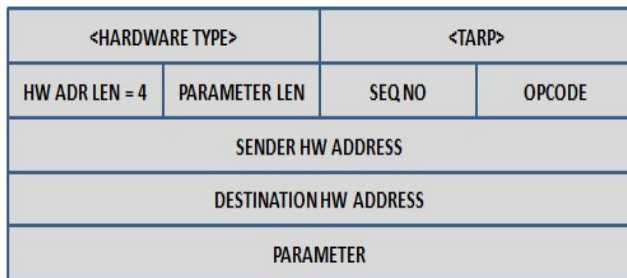 <HARDWARE TYPE> <TARP>
HW ADR LEN = 4 PARAMETER LEN SEQ NO OPCODE
SENDER HW ADDRESS
DESTINATION HW ADDRESS
PARAMETER